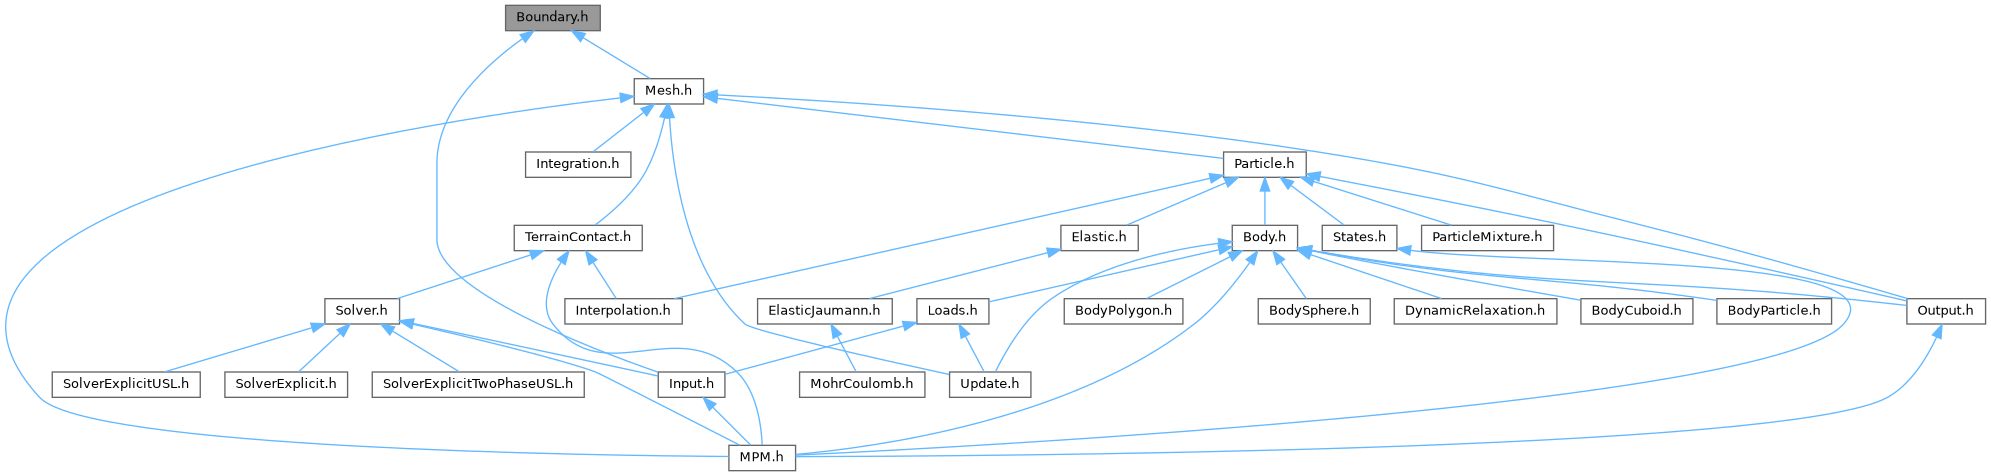 Boundary.h
Mesh.h
Integration.h
Particle.h
TerrainContact.h
Elastic.h
Body.h
States.h
ParticleMixture.h
Solver.h
Interpolation.h
ElasticJaumann.h
Loads.h
BodyPolygon.h
BodySphere.h
DynamicRelaxation.h
BodyCuboid.h
BodyParticle.h
Output.h
SolverExplicitUSL.h
SolverExplicit.h
SolverExplicitTwoPhaseUSL.h
Input.h
MohrCoulomb.h
Update.h
MPM.h